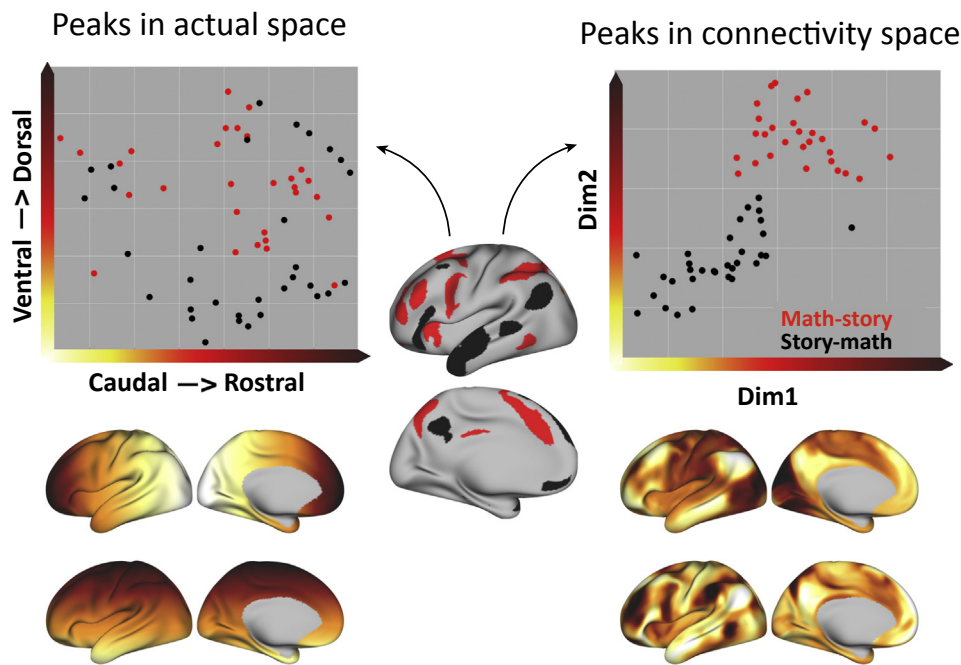 Peaks in actual space
Peaks in connectivity space
Ventral —> Dorsal
Caudal —> Rostral
Dim2
Math-story
Story-math
Dim1